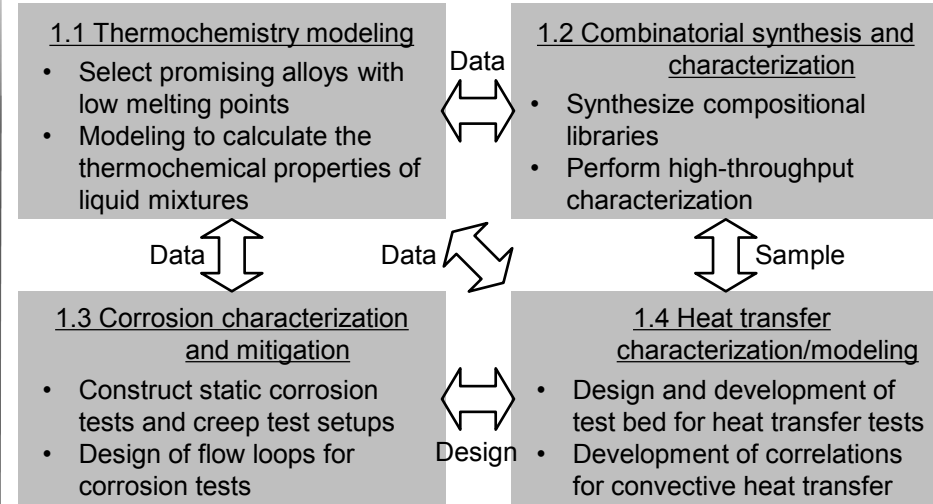 1.1 Thermochemistry modeling
• Select promising alloys with
low melting points
• Modeling to calculate the
thermochemical properties of
liquid mixtures
Data
1.2 Combinatorial synthesis and
characterization
• Synthesize compositional
libraries
• Perform high-throughput
characterization
Data
Data
Sample
1.3 Corrosion characterization
and mitigation
• Construct static corrosion
tests and creep test setups
• Design of flow loops for
corrosion tests
Design
1.4 Heat transfer
characterization/modeling
• Design and development of
test bed for heat transfer tests
• Development of correlations
for convective heat transfer